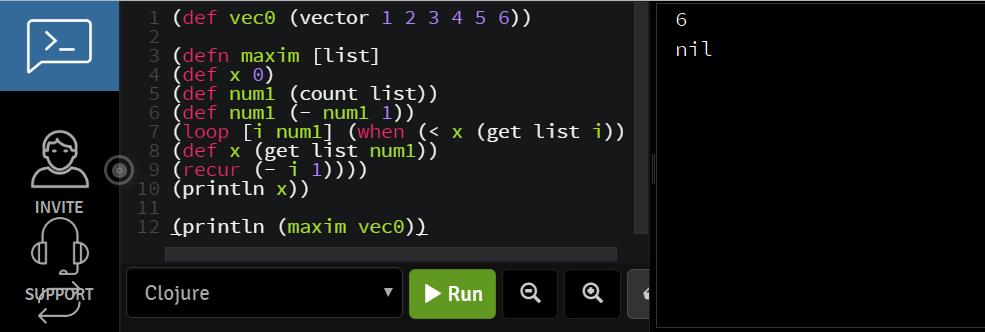 >_
INVITE
SUPPORT
1 (def vec0 (vector 1 2 3 4 5 6))
2
3 (defn maxim [list]
4 (def x 0)
5 (def num1 (count list))
6 (def num1 (- num1 1))
7 (loop [i num1] (when (< x (get list i))
8 (def x (get list num1))
9 (recur (- i 1))))
10 (println x))
11
12 (println (maxim vec0))
Clojure
Run
6
nil